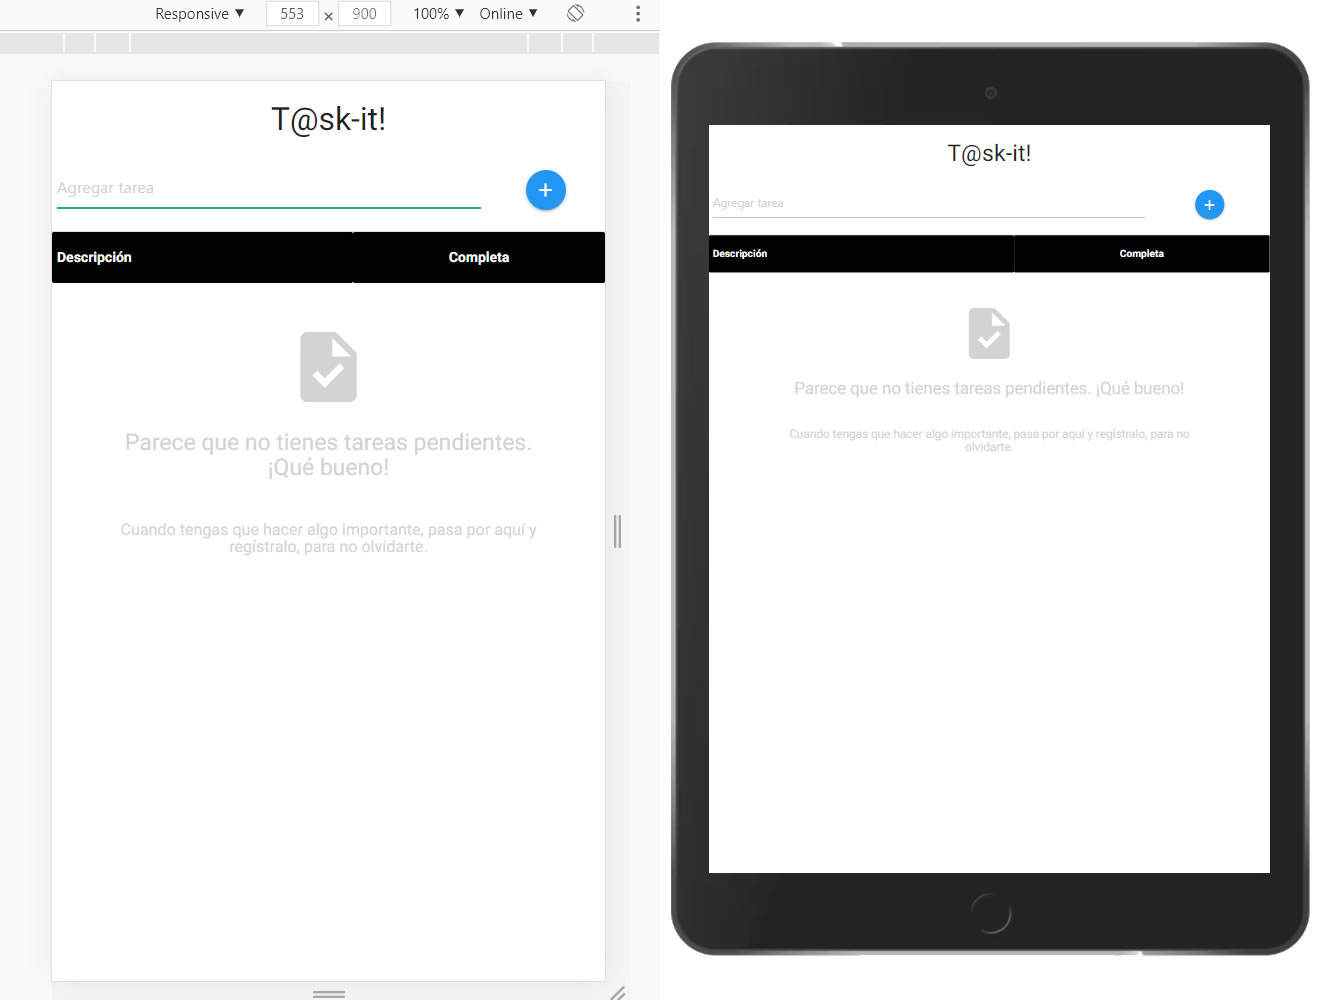 Responsive ▼ 553 × 900 100% ▼ Online ▼
T@sk-it!
Agregar tarea
+
Descripción Completa
Parece que no tienes tareas pendientes.
¡Qué bueno!
Cuando tengas que hacer algo importante, pasa por aquí y
regístralo, para no olvidarte.
T@sk-it!
Agregar tarea
+
Descripción Completa
Parece que no tienes tareas pendientes. ¡Qué bueno!
Cuando tengas que hacer algo importante, pasa por aquí y regístralo, para no
olvidarte.